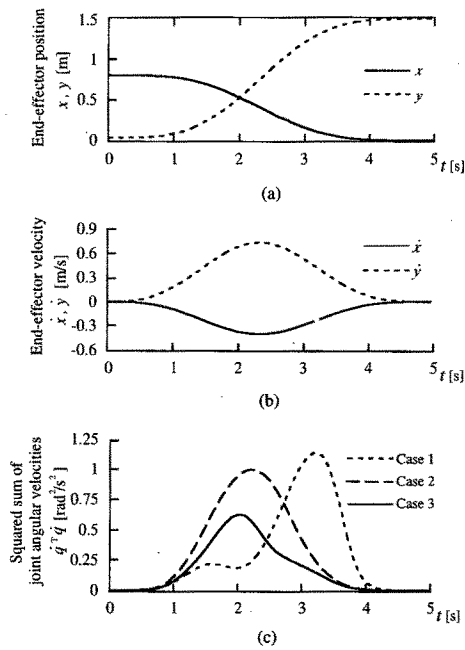 End-effector position
x , y [m]
1.5
1.0
0.5
0
x
y
0 1 2 3 4 5
t [s]
(a)
End-effector velocity
ẋ , ẏ [m/s]
0.9
0.6
0.3
0
-0.3
-0.6
ẋ
ẏ
0 1 2 3 4 5
t [s]
(b)
Squared sum of
joint angular velocities
q̇ᵀ q̇ [rad²/s²]
1.25
1.0
0.75
0.5
0.25
0
Case 1
Case 2
Case 3
0 1 2 3 4 5
t [s]
(c)